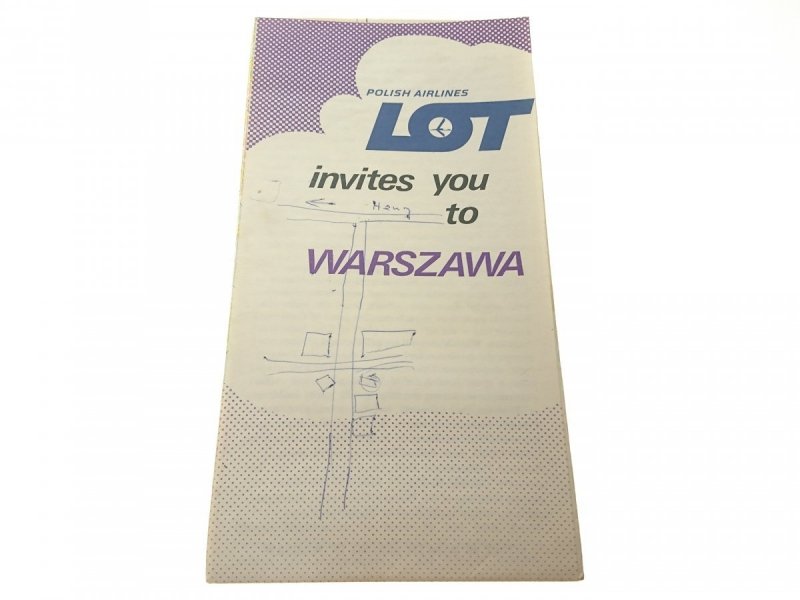 POLISH AIRLINES
LOT
invites you
to
WARSZAWA